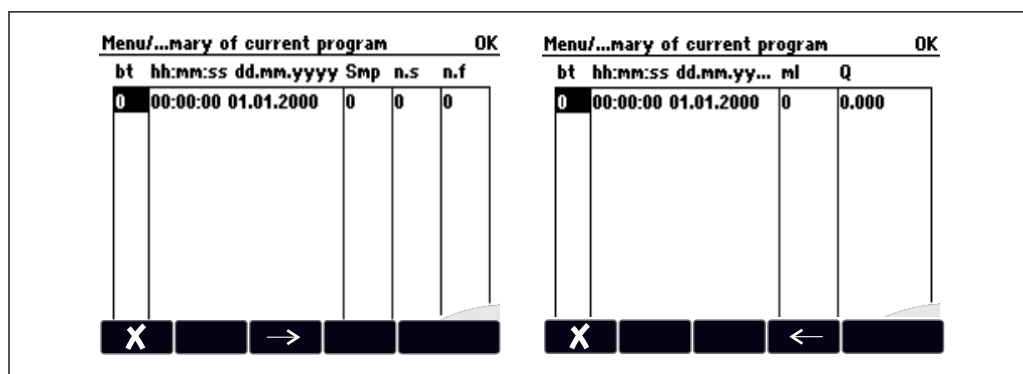 Menu/...mary of current program OK
bt hh:mm:ss dd.mm.yyyy Smp n.s n.f
0 00:00:00 01.01.2000 0 0 0
X →
Menu/...mary of current program OK
bt hh:mm:ss dd.mm.yy... ml Q
0 00:00:00 01.01.2000 0 0.000
X ←